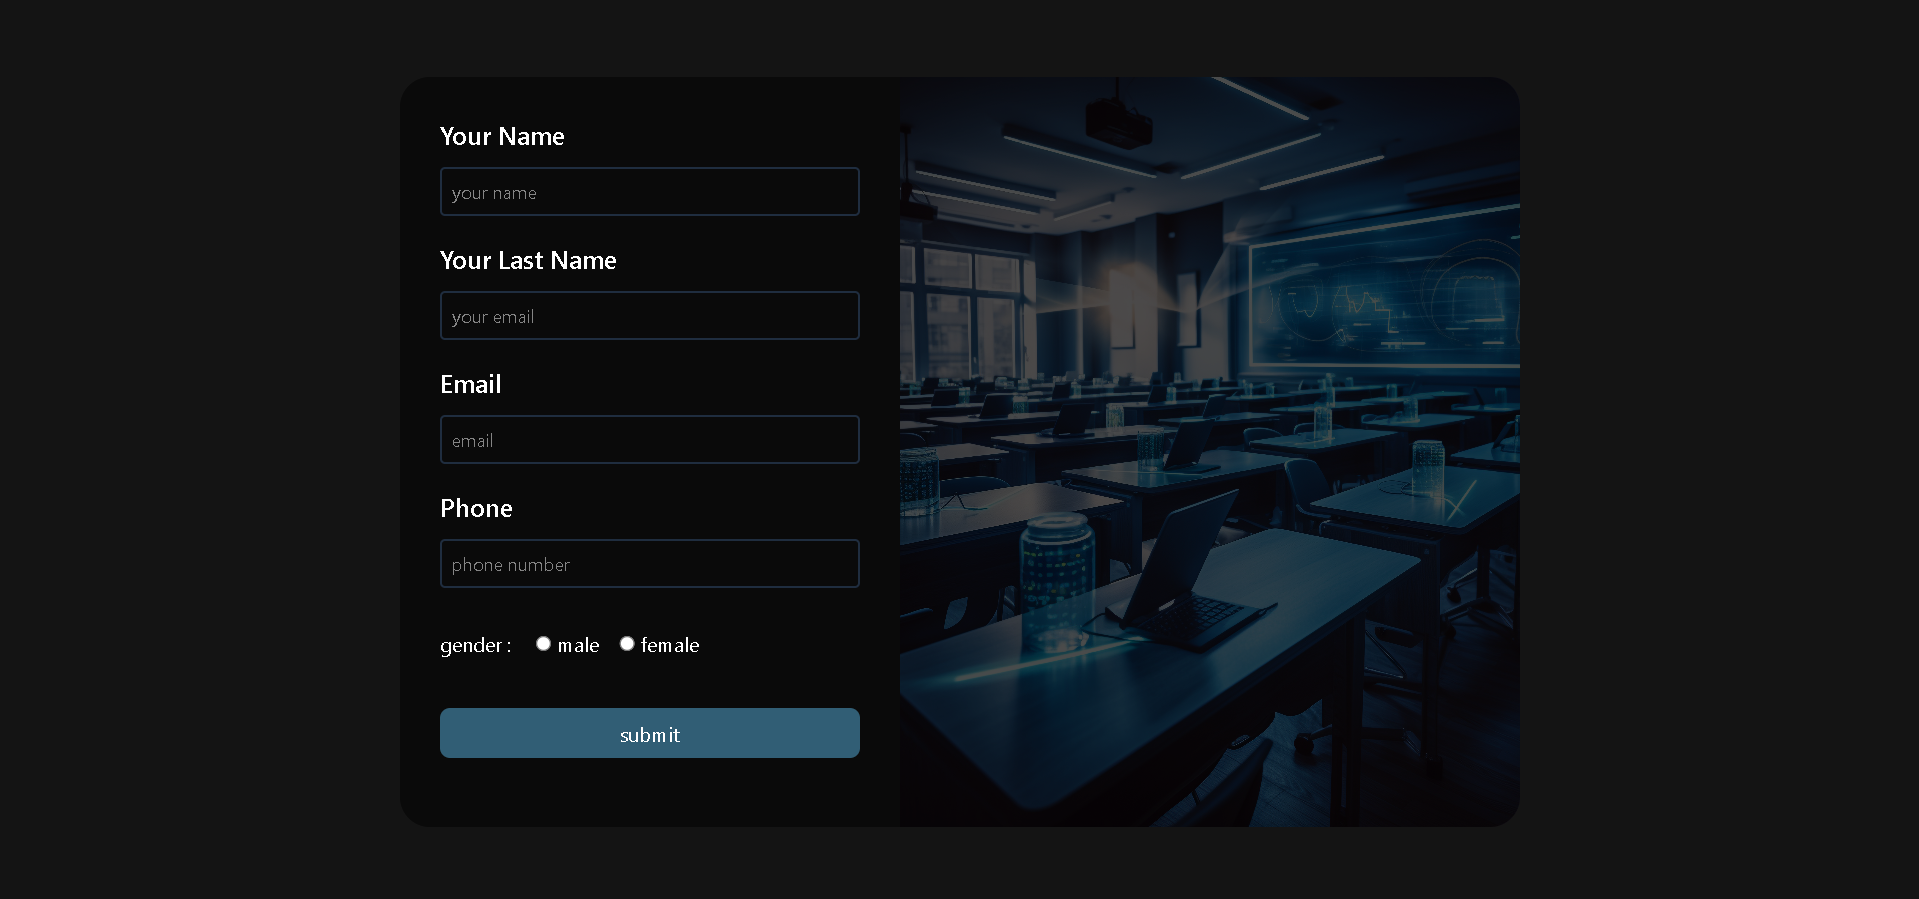 Your Name
your name
Your Last Name
your email
Email
email
Phone
phone number
gender : male female
submit